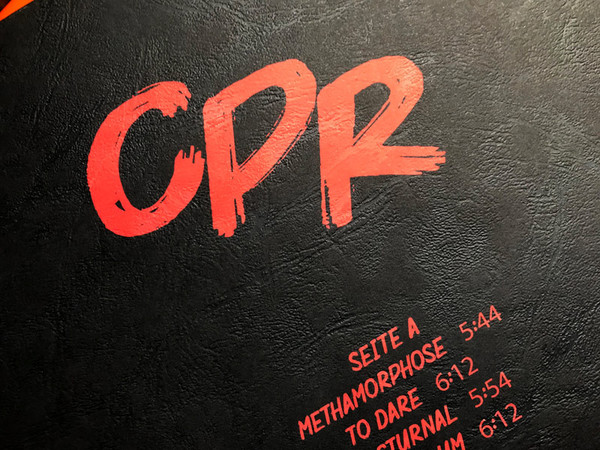 CPR
SEITE A
METHAMORPHOSE 5:44
TO DARE 6:12
5:54
6:12